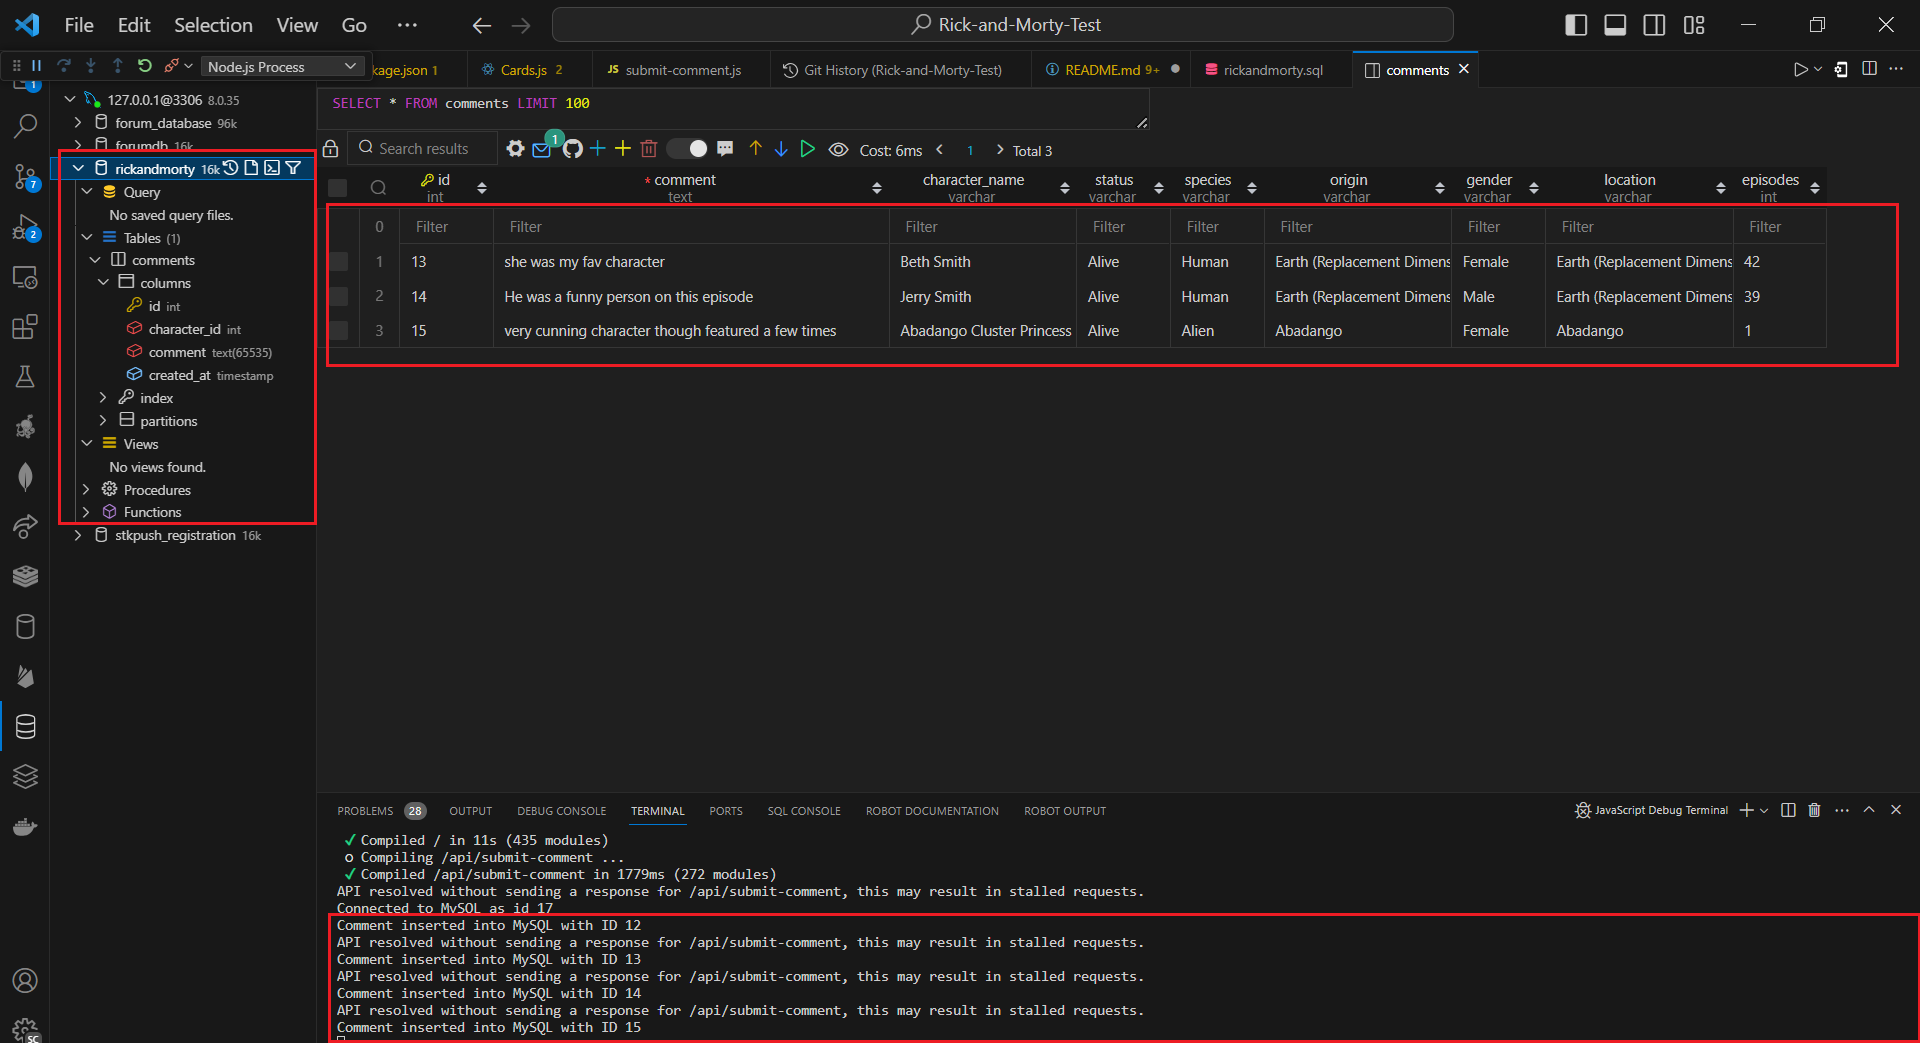 File Edit Selection View Go ··· Rick-and-Morty-Test
Node.js Process kage.json 1 Cards.js 2 JS submit-comment.js Git History (Rick-and-Morty-Test) README.md 9+ rickandmorty.sql comments
1
127.0.0.1@3306 8.0.35
SELECT * FROM comments LIMIT 100
forum_database 96k
forumdb 16k
Search results 1 Cost: 6ms 1 Total 3
rickandmorty 16k
7
Query
No saved query files.
2
Tables (1)
comments
columns
id int
character_id int
comment text(65535)
created_at timestamp
index
partitions
Views
No views found.
Procedures
Functions
stkpush_registration 16k
SC
id * comment character_name status species origin gender location episodes
int text varchar varchar varchar varchar varchar varchar int
0 Filter Filter Filter Filter Filter Filter Filter Filter Filter
1 13 she was my fav character Beth Smith Alive Human Earth (Replacement Dimens Female Earth (Replacement Dimens 42
2 14 He was a funny person on this episode Jerry Smith Alive Human Earth (Replacement Dimens Male Earth (Replacement Dimens 39
3 15 very cunning character though featured a few times Abadango Cluster Princess Alive Alien Abadango Female Abadango 1
PROBLEMS 28 OUTPUT DEBUG CONSOLE TERMINAL PORTS SQL CONSOLE ROBOT DOCUMENTATION ROBOT OUTPUT JavaScript Debug Terminal
✓ Compiled / in 11s (435 modules)
o Compiling /api/submit-comment ...
✓ Compiled /api/submit-comment in 1779ms (272 modules)
API resolved without sending a response for /api/submit-comment, this may result in stalled requests.
Connected to MySQL as id 17
Comment inserted into MySQL with ID 12
API resolved without sending a response for /api/submit-comment, this may result in stalled requests.
Comment inserted into MySQL with ID 13
API resolved without sending a response for /api/submit-comment, this may result in stalled requests.
Comment inserted into MySQL with ID 14
API resolved without sending a response for /api/submit-comment, this may result in stalled requests.
Comment inserted into MySQL with ID 15